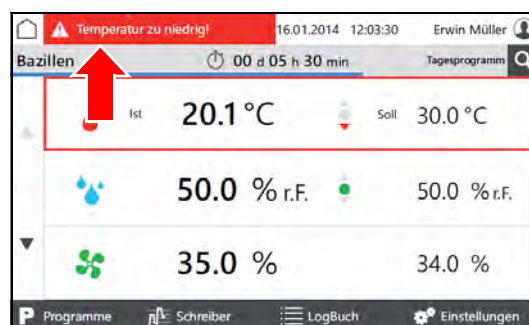 Temperatur zu niedrig! 16.01.2014 12:03:30 Erwin Müller
Bazillen 00 d 05 h 30 min Tagesprogramm
Ist 20.1 °C Soll 30.0 °C
50.0 % r.F. 50.0 % r.F.
35.0 % 34.0 %
P Programme Schreiber LogBuch Einstellungen